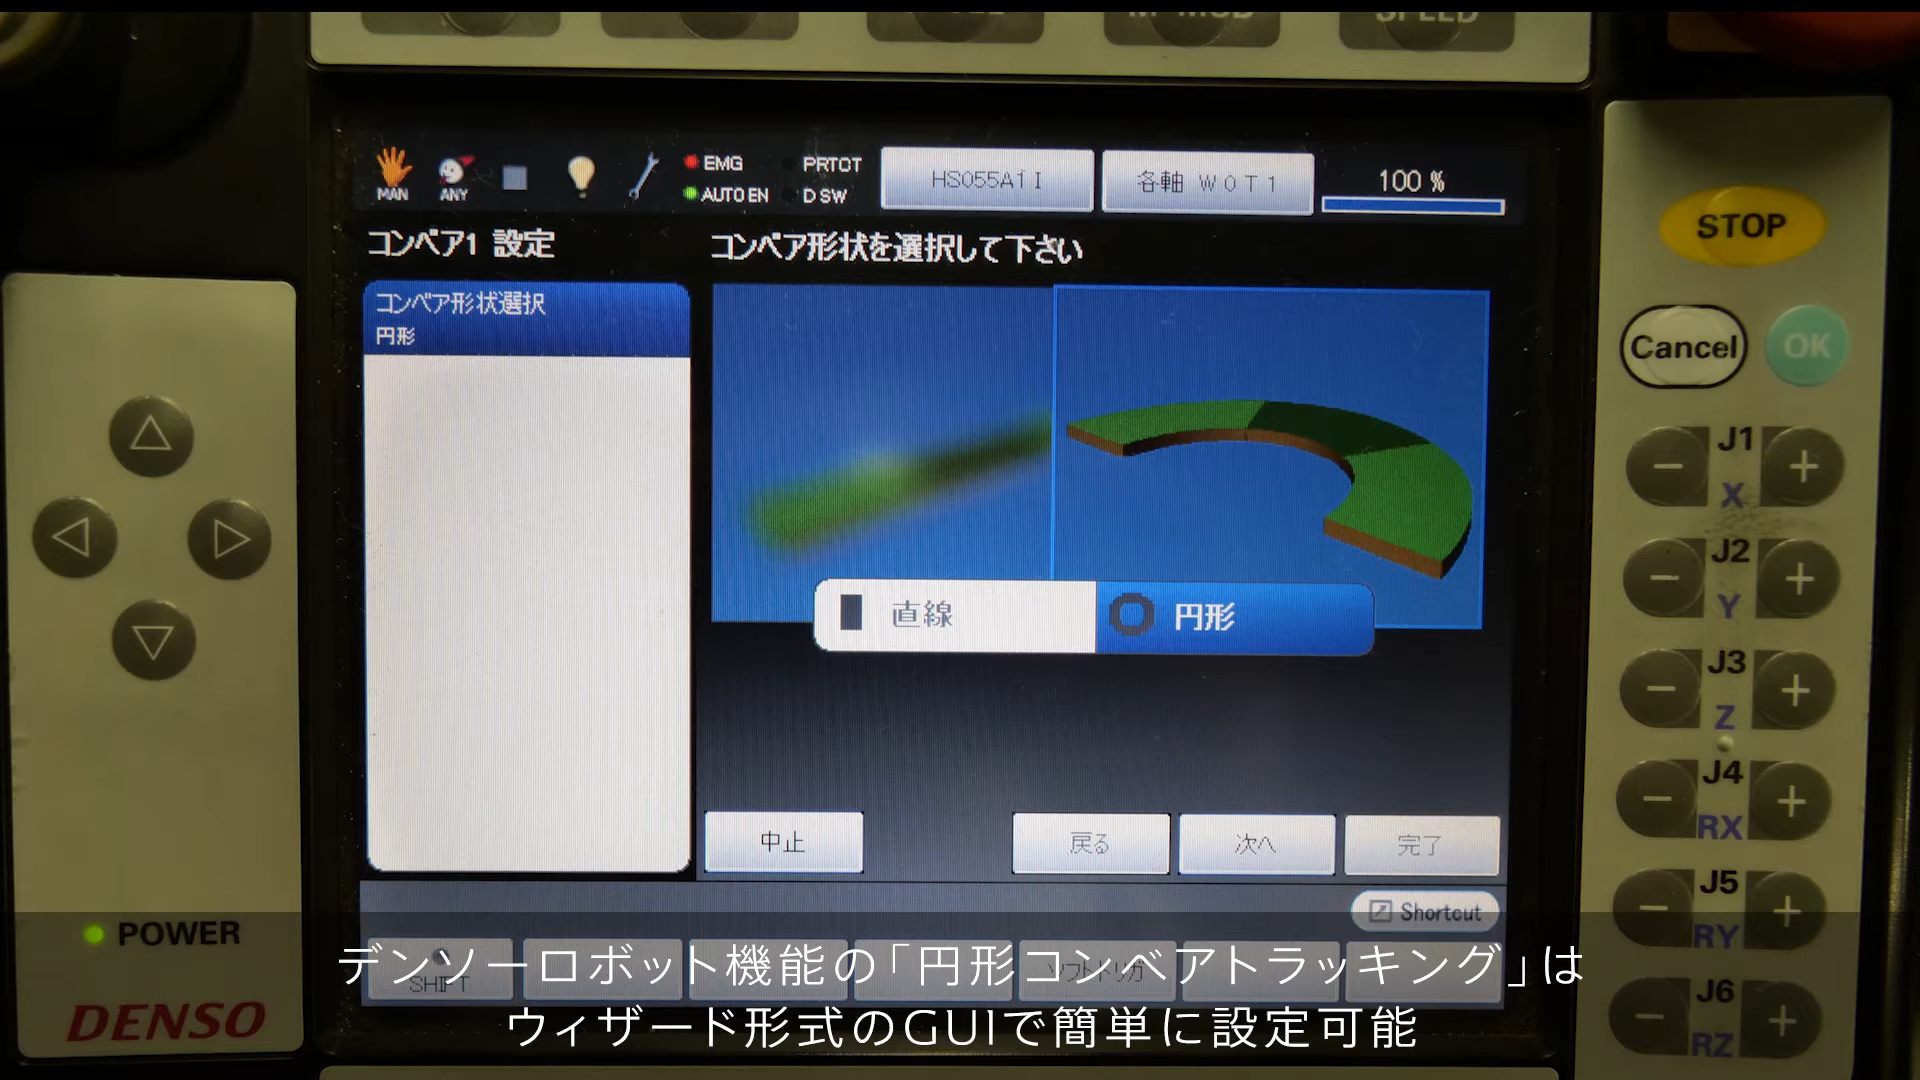 SPEED
MAN
ANY
EMG
AUTO EN
PRTCT
D SW
HS055A1 I
各軸 W0T1
100 %
コンベア1 設定
コンベア形状を選択して下さい
コンベア形状選択
円形
直線
円形
中止
戻る
次へ
完了
Shortcut
SHIFT
STOP
Cancel
OK
J1
X
J2
Y
J3
Z
J4
RX
J5
RY
J6
RZ
POWER
DENSO
デンソーロボット機能の「円形コンベアトラッキング」は
ウィザード形式のGUIで簡単に設定可能